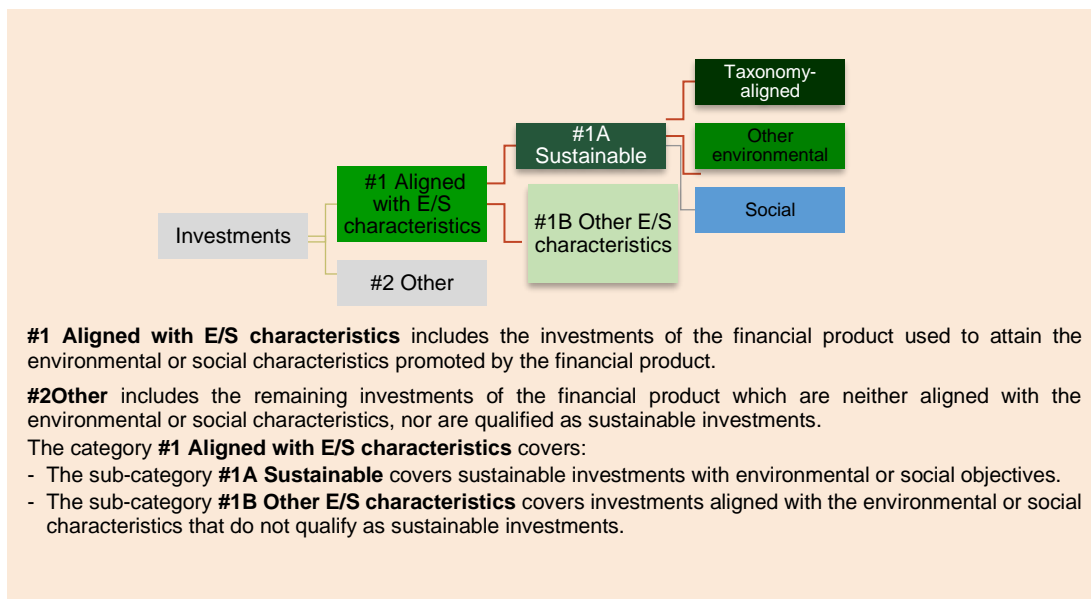 Taxonomy-
aligned
#1A
Sustainable
Other
environmental
#1 Aligned
with E/S
characteristics
#1B Other E/S
characteristics
Social
Investments
#2 Other
#1 Aligned with E/S characteristics includes the investments of the financial product used to attain the
environmental or social characteristics promoted by the financial product.
#2Other includes the remaining investments of the financial product which are neither aligned with the
environmental or social characteristics, nor are qualified as sustainable investments.
The category #1 Aligned with E/S characteristics covers:
- The sub-category #1A Sustainable covers sustainable investments with environmental or social objectives.
- The sub-category #1B Other E/S characteristics covers investments aligned with the environmental or social
characteristics that do not qualify as sustainable investments.